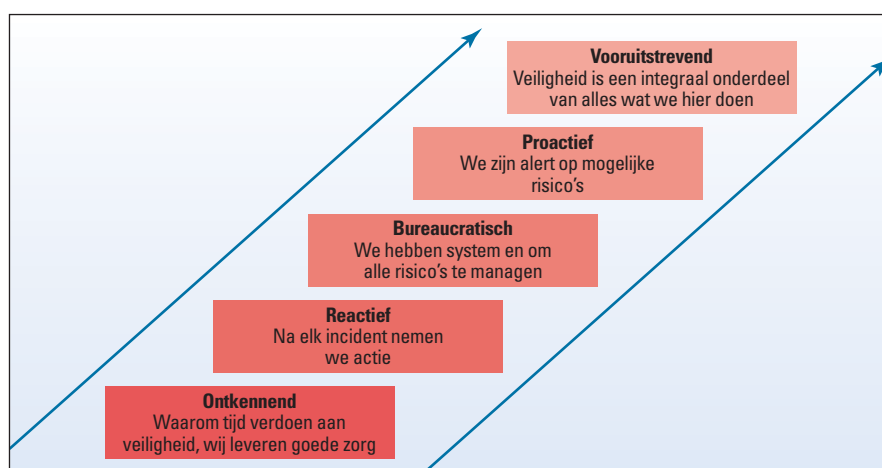 Vooruitstrevend
Veiligheid is een integraal onderdeel
van alles wat we hier doen
Proactief
We zijn alert op mogelijke
risico's
Bureaucratisch
We hebben system en om
alle risico's te managen
Reactief
Na elk incident nemen
we actie
Ontkennend
Waarom tijd verdoen aan
veiligheid, wij leveren goede zorg